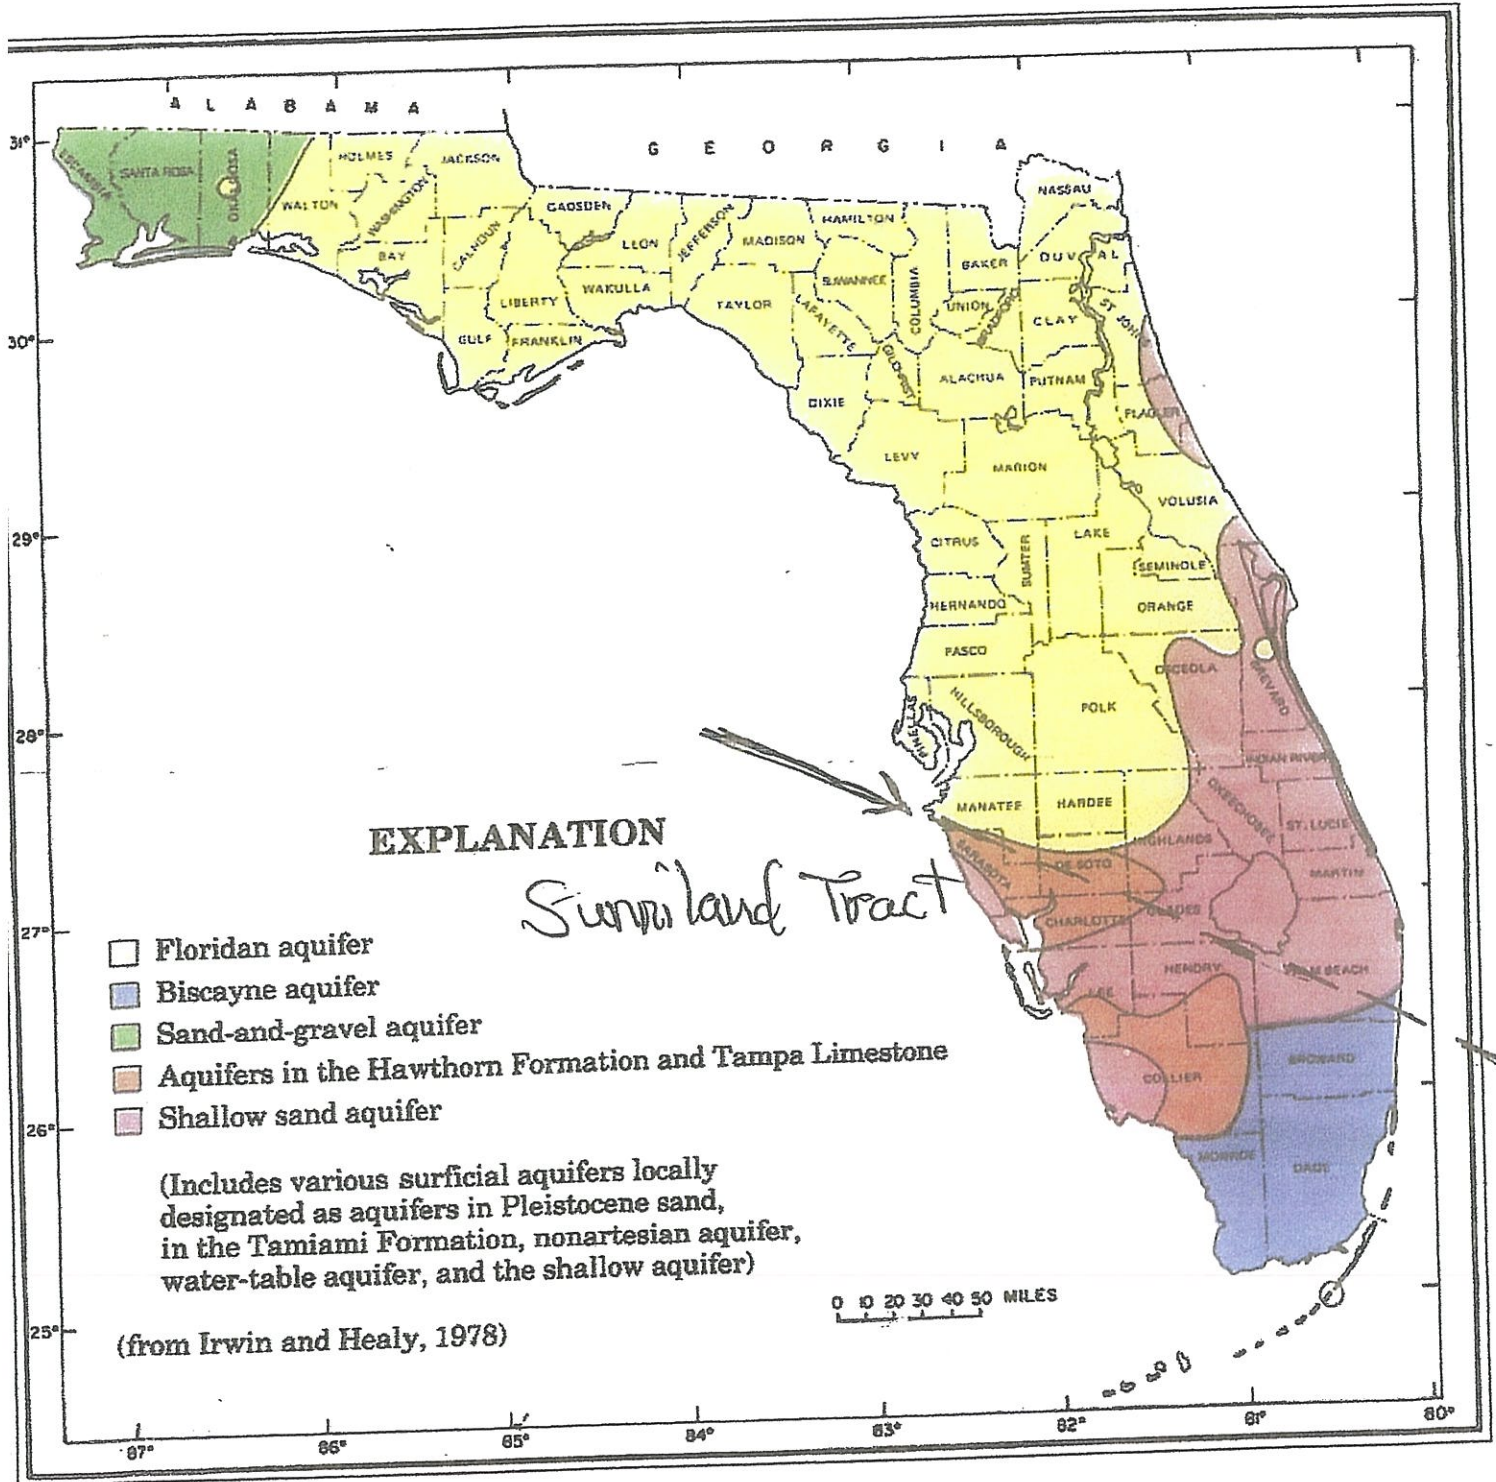 ALABAMA
GEORGIA
31°
ESCAMBIA
SANTA ROSA
OKALOOSA
WALTON
HOLMES
JACKSON
WASHINGTON
BAY
CALHOUN
GADSDEN
LEON
JEFFERSON
MADISON
HAMILTON
NASSAU
LIBERTY
WAKULLA
TAYLOR
SUWANNEE
COLUMBIA
BAKER
DUVAL
UNION
BRADFORD
CLAY
ST JOHNS
30°
GULF
FRANKLIN
LAFAYETTE
GILCHRIST
DIXIE
ALACHUA
PUTNAM
FLAGLER
LEVY
MARION
VOLUSIA
29°
CITRUS
SUMTER
LAKE
SEMINOLE
HERNANDO
ORANGE
PASCO
OSCEOLA
BREVARD
28°
PINELLAS
HILLSBOROUGH
POLK
INDIAN RIVER
MANATEE
HARDEE
OKEECHOBEE
HIGHLANDS
ST. LUCIE
SARASOTA
DE SOTO
MARTIN
CHARLOTTE
GLADES
27°
LEE
HENDRY
PALM BEACH
COLLIER
BROWARD
26°
MONROE
DADE
25°
EXPLANATION
Sunniland Tract
Floridan aquifer
Biscayne aquifer
Sand-and-gravel aquifer
Aquifers in the Hawthorn Formation and Tampa Limestone
Shallow sand aquifer
(Includes various surficial aquifers locally
designated as aquifers in Pleistocene sand,
in the Tamiami Formation, nonartesian aquifer,
water-table aquifer, and the shallow aquifer)
(from Irwin and Healy, 1978)
0 10 20 30 40 50 MILES
87° 86° 85° 84° 83° 82° 81° 80°